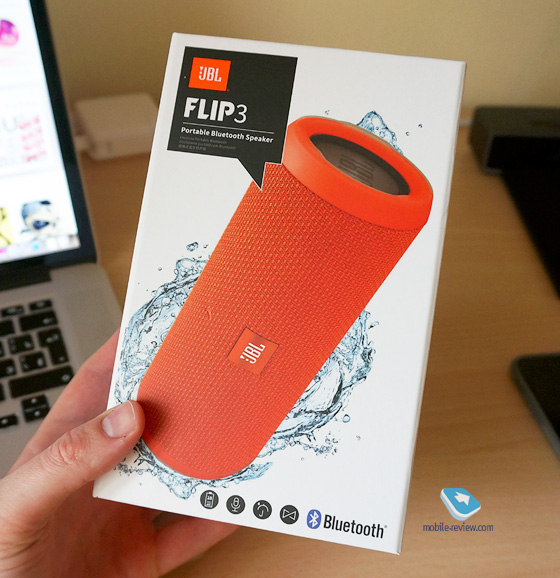 JBL
FLIP3
Portable Bluetooth Speaker
JBL
Bluetooth®
mobile-review.com